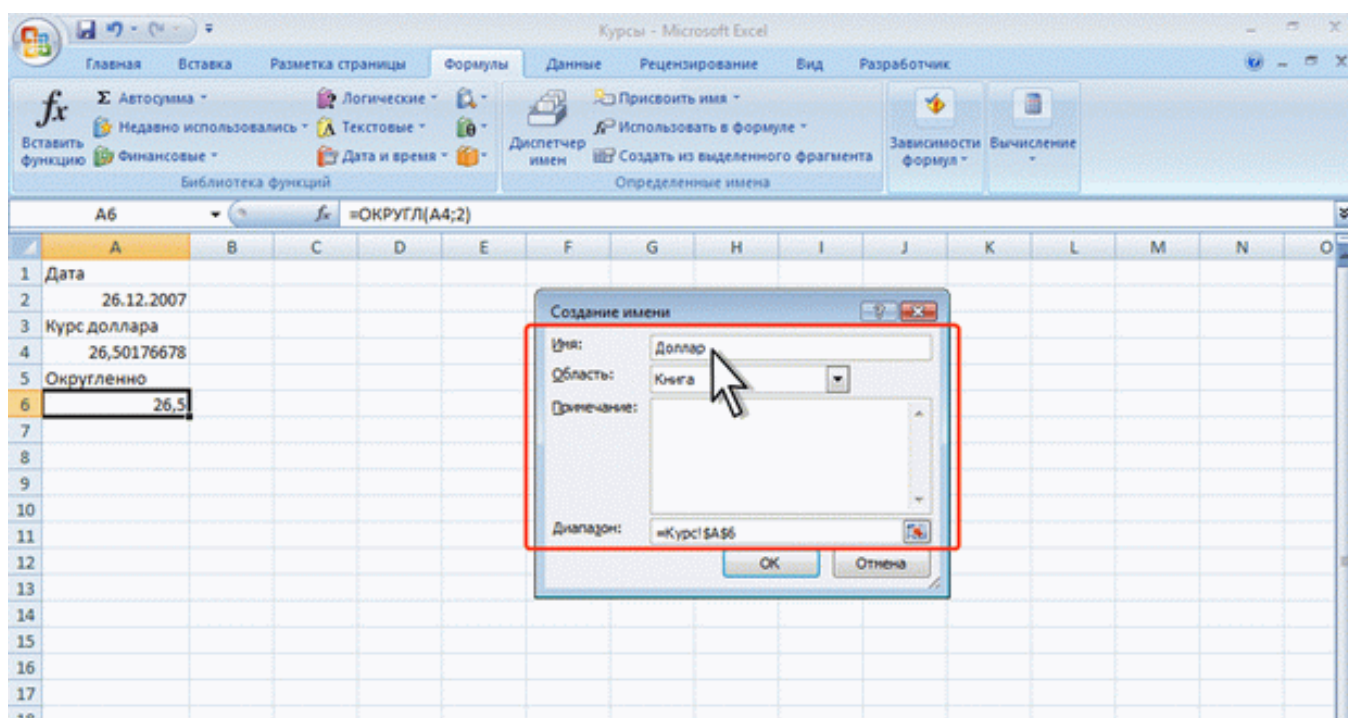 Курсы - Microsoft Excel
Главная Вставка Разметка страницы Формулы Данные Рецензирование Вид Разработчик
fx Вставить функцию
Σ Автосумма
Недавно использовались
Финансовые
Логические
Текстовые
Дата и время
Библиотека функций
Диспетчер имен
Присвоить имя
Использовать в формуле
Создать из выделенного фрагмента
Определенные имена
Зависимости формул
Вычисление
A6 fx =ОКРУГЛ(A4;2)
A B C D E F G H I J K L M N O
1 Дата
2 26.12.2007
3 Курс доллара
4 26,50176678
5 Округленно
6 26,5
7
8
9
10
11
12
13
14
15
16
17
18
Создание имени
Имя: Доллар
Область: Книга
Примечание:
Диапазон: =Курс!$A$6
ОК Отмена